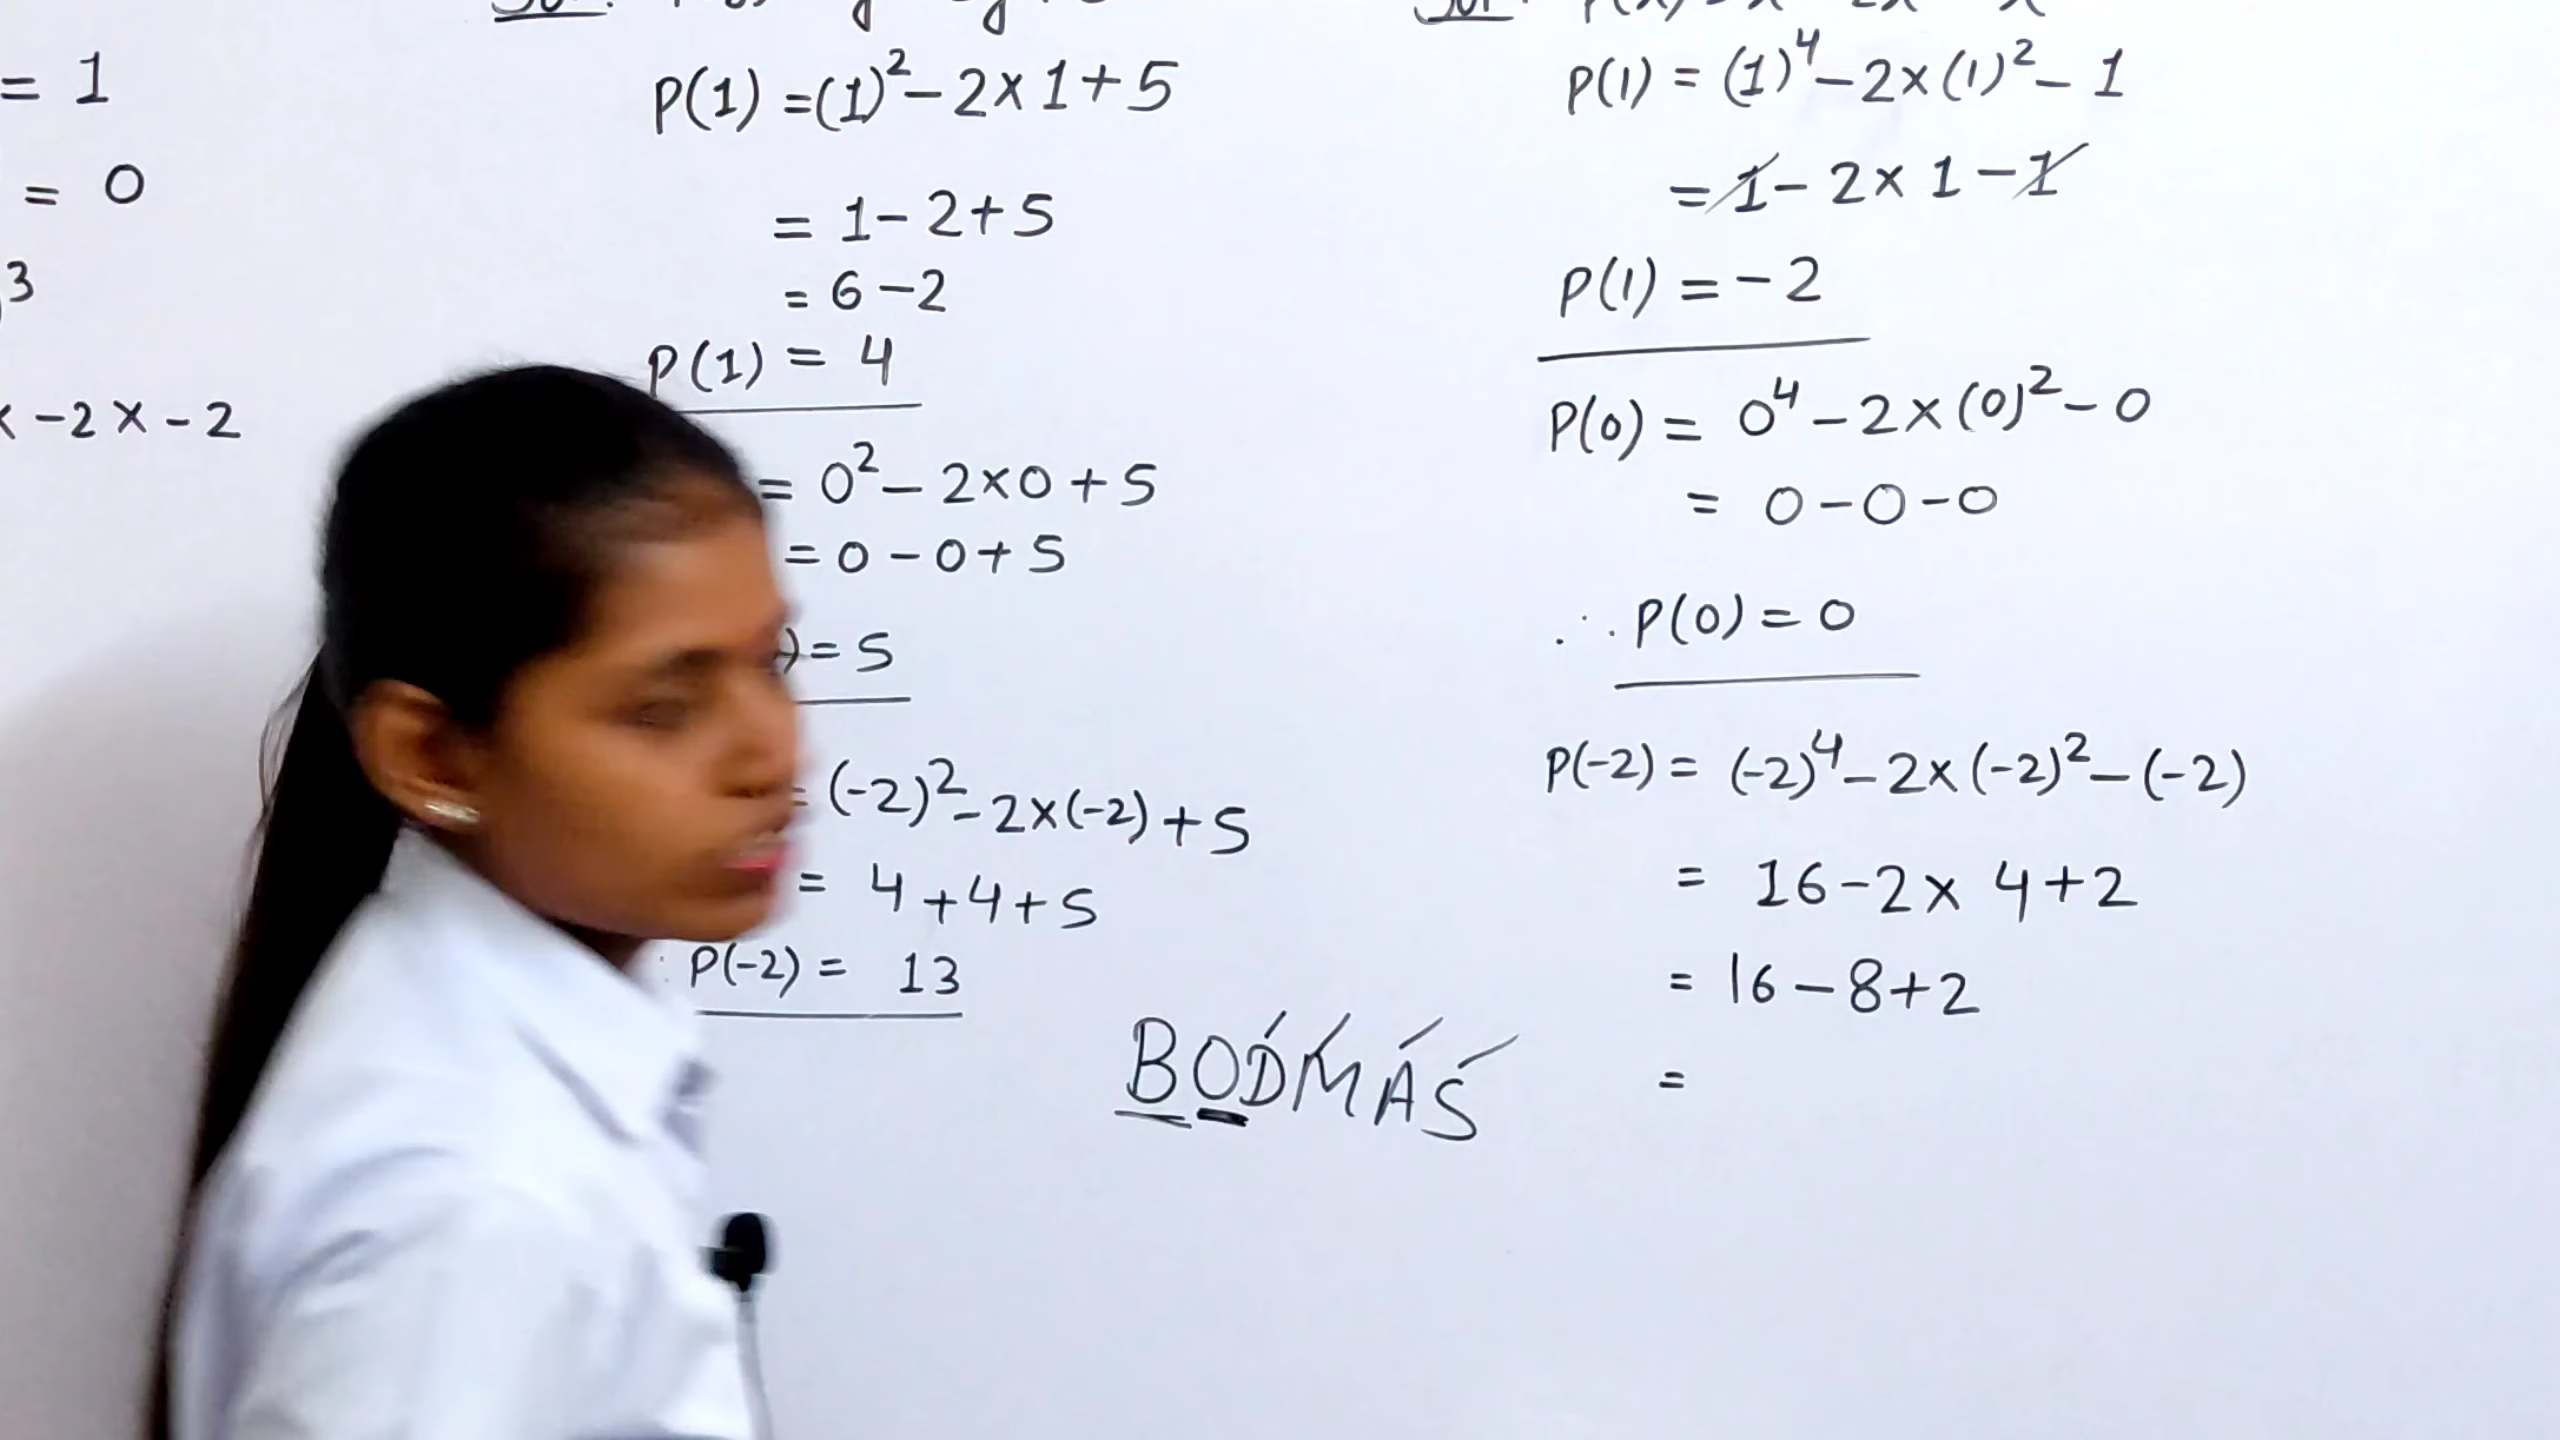 = 1
= 0
3
x -2 x -2
P(1) = (1)² - 2 x 1 + 5
= 1 - 2 + 5
= 6 - 2
P(1) = 4
= 0² - 2 x 0 + 5
= 0 - 0 + 5
) = 5
= (-2)² - 2 x (-2) + 5
= 4 + 4 + 5
P(-2) = 13
BODMAS
P(1) = (1)⁴ - 2 x (1)² - 1
= 1 - 2 x 1 - 1
P(1) = -2
P(0) = 0⁴ - 2 x (0)² - 0
= 0 - 0 - 0
∴ P(0) = 0
P(-2) = (-2)⁴ - 2 x (-2)² - (-2)
= 16 - 2 x 4 + 2
= 16 - 8 + 2
=